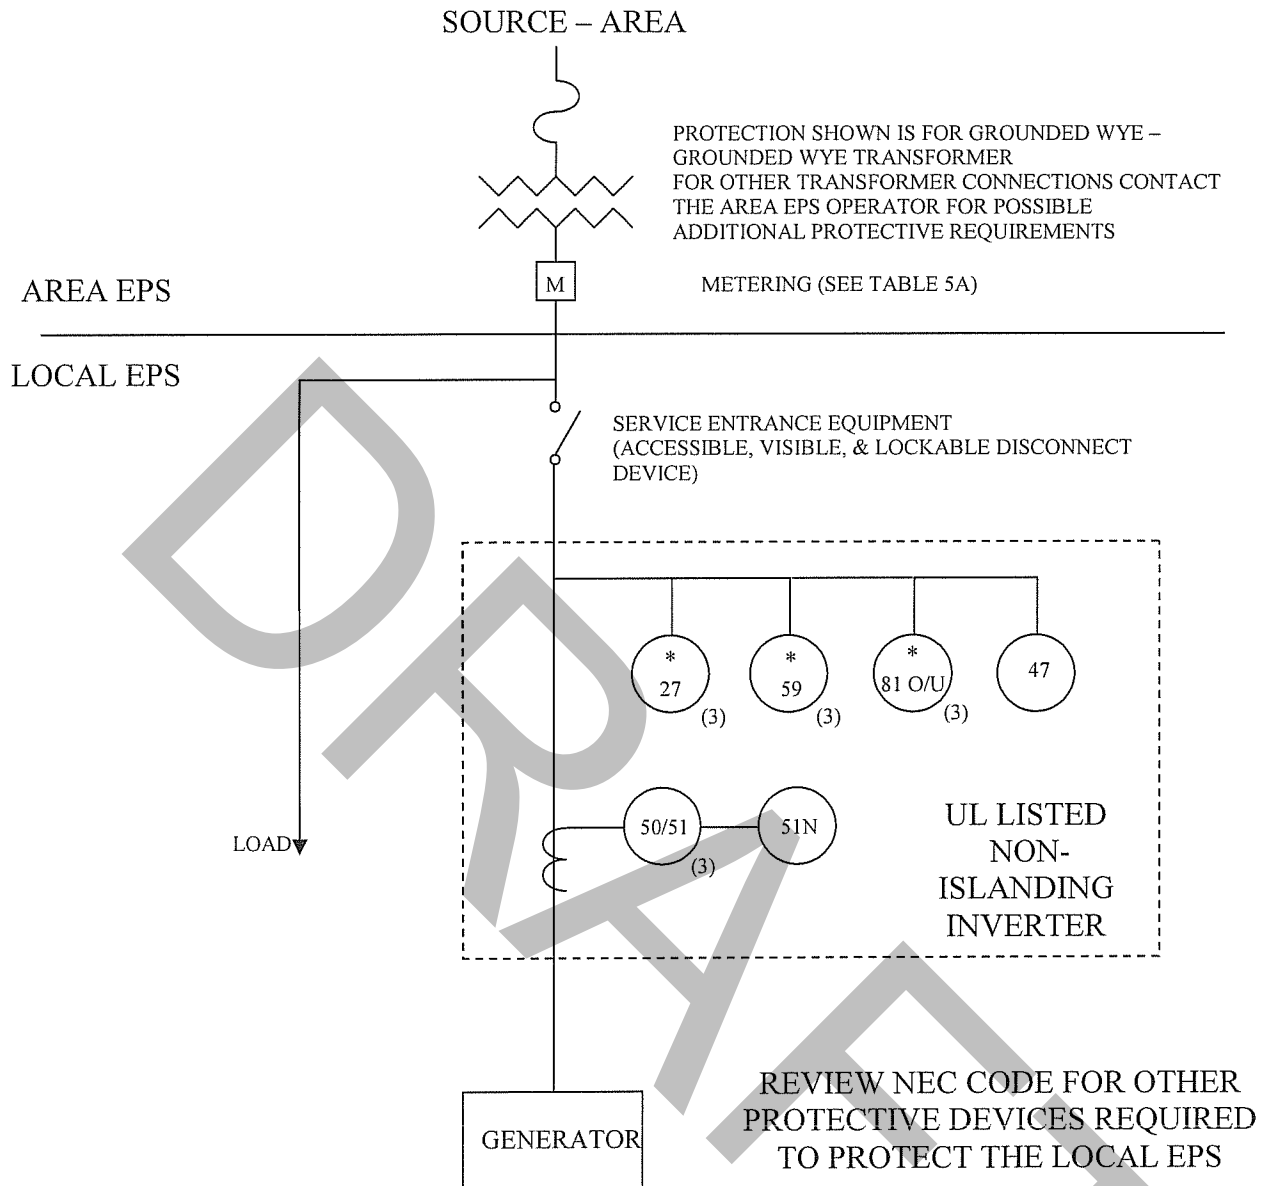 SOURCE – AREA
PROTECTION SHOWN IS FOR GROUNDED WYE –
GROUNDED WYE TRANSFORMER
FOR OTHER TRANSFORMER CONNECTIONS CONTACT
THE AREA EPS OPERATOR FOR POSSIBLE
ADDITIONAL PROTECTIVE REQUIREMENTS
M
METERING (SEE TABLE 5A)
AREA EPS
LOCAL EPS
SERVICE ENTRANCE EQUIPMENT
(ACCESSIBLE, VISIBLE, & LOCKABLE DISCONNECT
DEVICE)
*
27
(3)
*
59
(3)
*
81 O/U
(3)
47
50/51
(3)
51N
LOAD
UL LISTED
NON-
ISLANDING
INVERTER
GENERATOR
REVIEW NEC CODE FOR OTHER
PROTECTIVE DEVICES REQUIRED
TO PROTECT THE LOCAL EPS
DRAFT